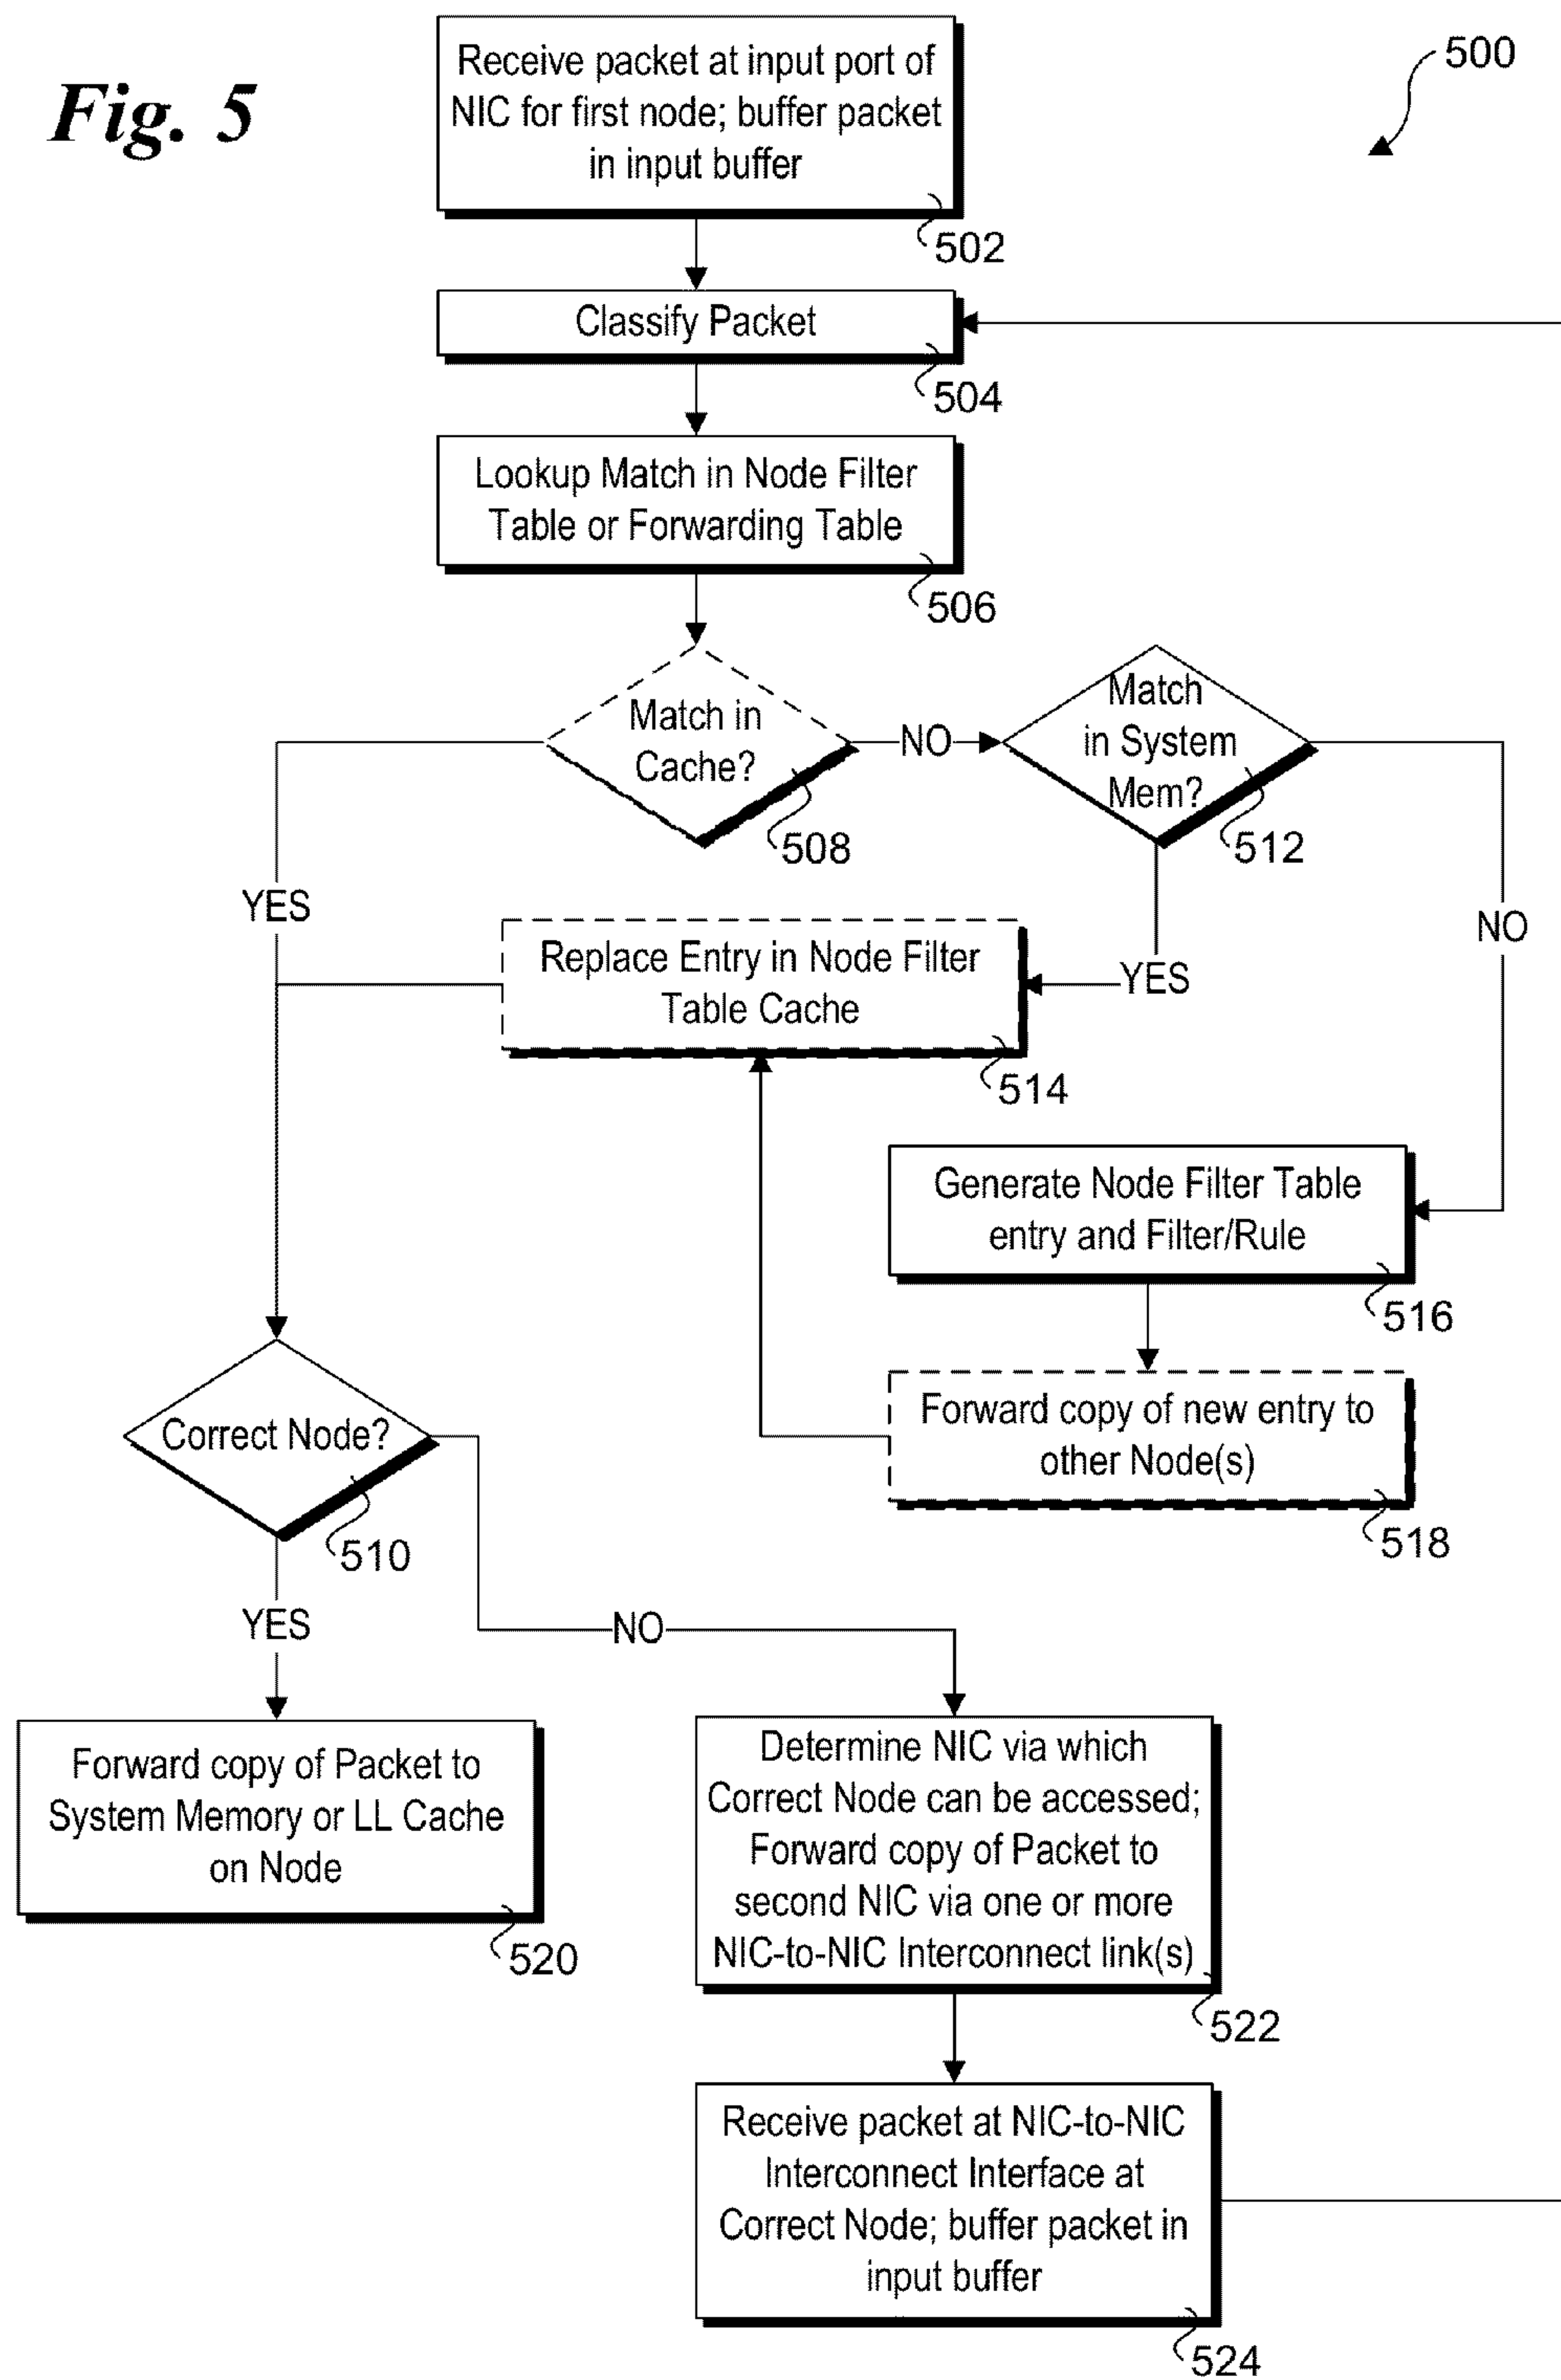 Fig. 5
500
Receive packet at input port of
NIC for first node; buffer packet
in input buffer
502
Classify Packet
504
Lookup Match in Node Filter
Table or Forwarding Table
506
Match in
Cache?
508
NO
Match
in System
Mem?
512
YES
NO
Replace Entry in Node Filter
Table Cache
514
YES
Generate Node Filter Table
entry and Filter/Rule
516
Forward copy of new entry to
other Node(s)
518
Correct Node?
510
YES
NO
Forward copy of Packet to
System Memory or LL Cache
on Node
520
Determine NIC via which
Correct Node can be accessed;
Forward copy of Packet to
second NIC via one or more
NIC-to-NIC Interconnect link(s)
522
Receive packet at NIC-to-NIC
Interconnect Interface at
Correct Node; buffer packet in
input buffer
524